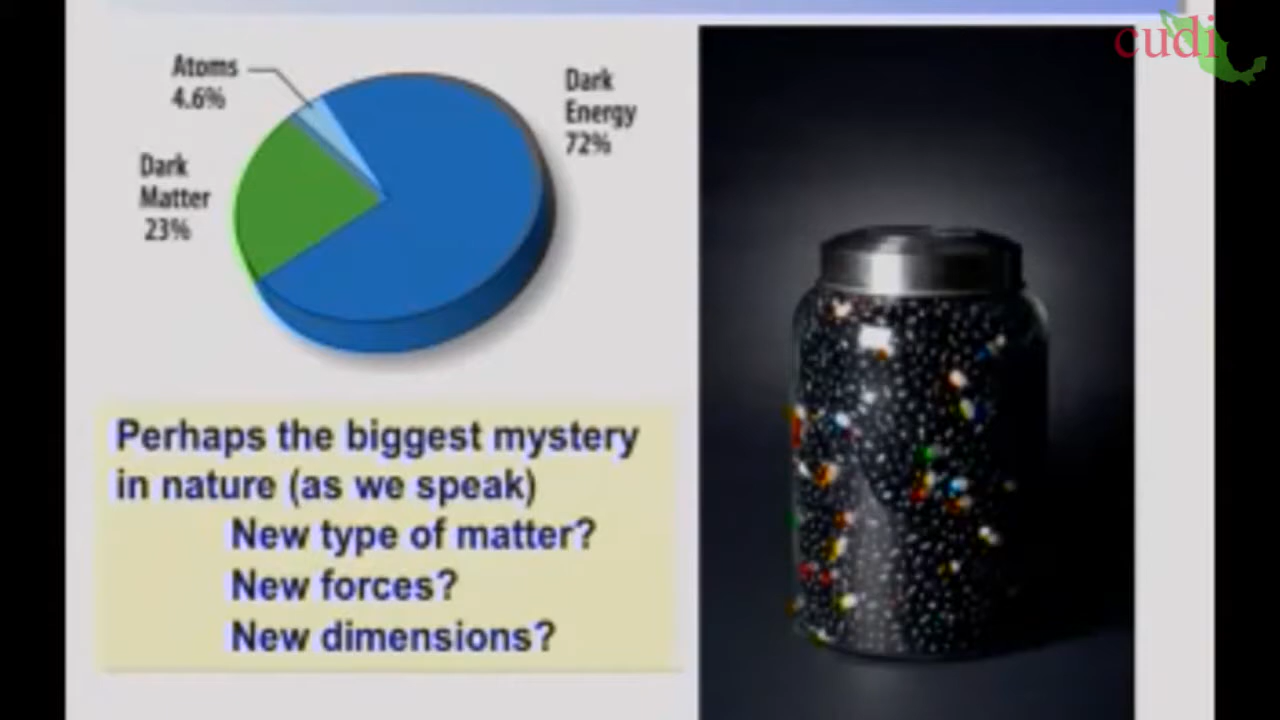 cudi
Atoms
4.6%
Dark
Energy
72%
Dark
Matter
23%
Perhaps the biggest mystery
in nature (as we speak)
New type of matter?
New forces?
New dimensions?